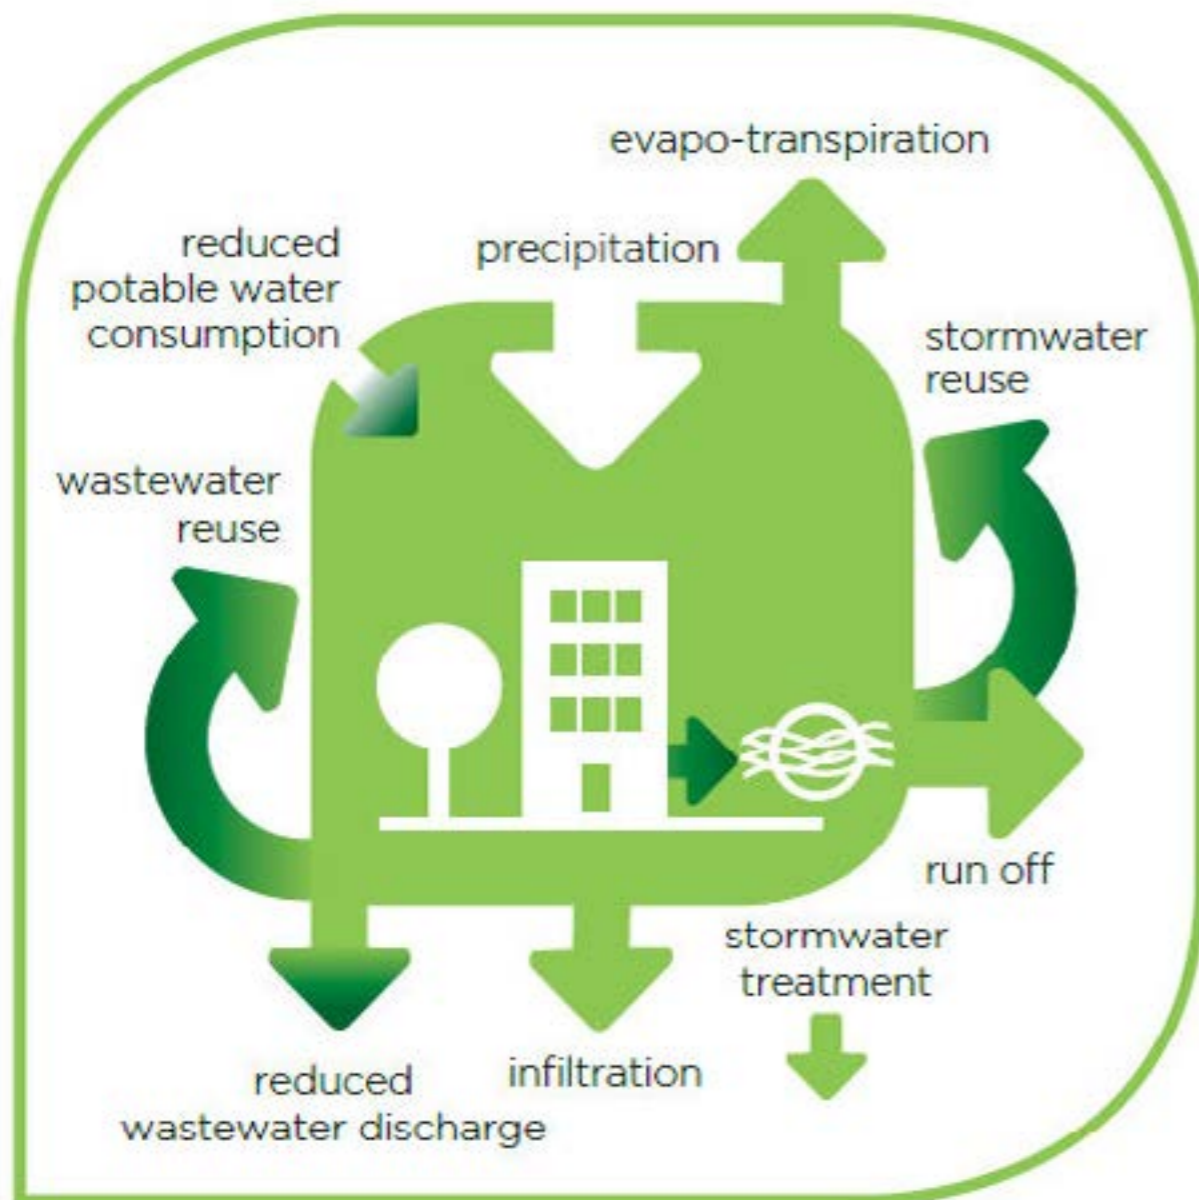 evapo-transpiration
reduced
potable water
consumption
precipitation
stormwater
reuse
wastewater
reuse
run off
stormwater
treatment
reduced
wastewater discharge
infiltration